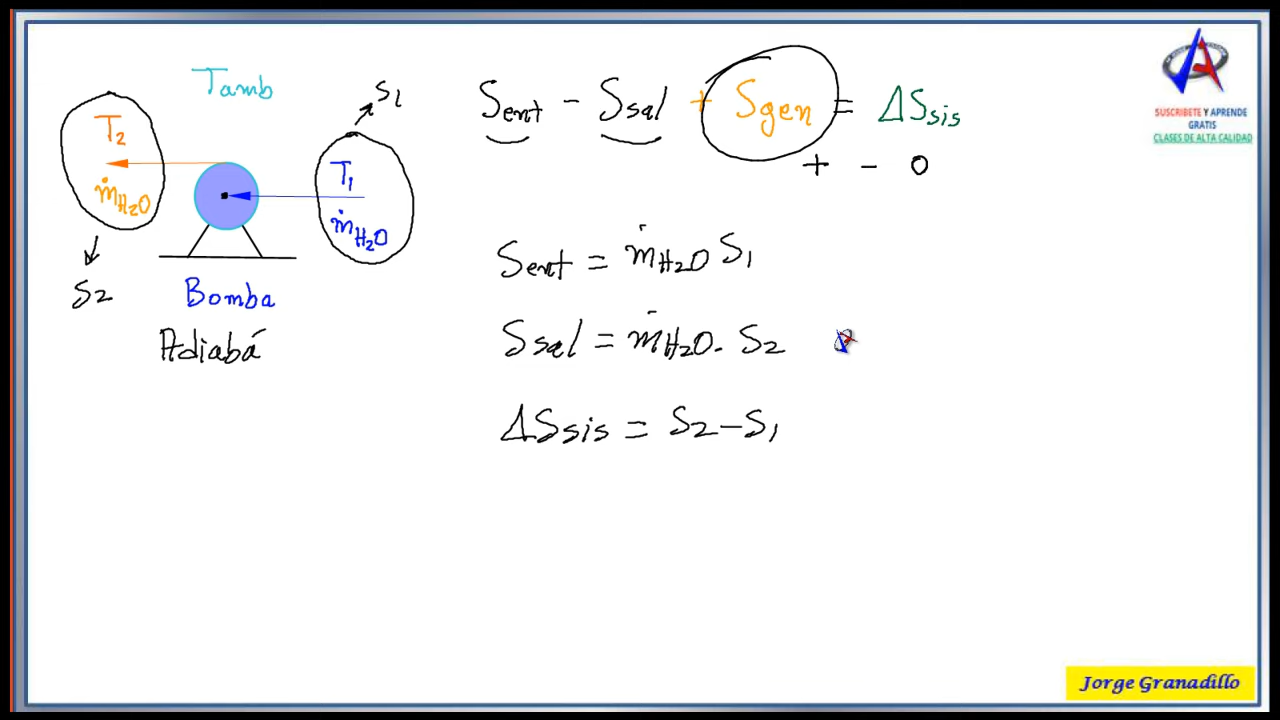 Tamb
S1
T2
ṁH2O
T1
ṁH2O
S2
Bomba
Adiabá
Sent - Ssal + Sgen = ΔSsis
+ - 0
Sent = ṁH2O S1
Ssal = ṁH2O. S2
ΔSsis = S2 - S1
SUSCRIBETE Y APRENDE
GRATIS
CLASES DE ALTA CALIDAD
Jorge Granadillo